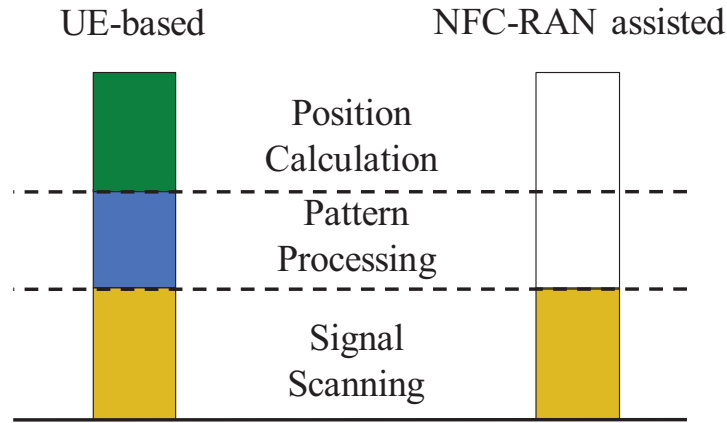 UE-based
NFC-RAN assisted
Position
Calculation
Pattern
Processing
Signal
Scanning